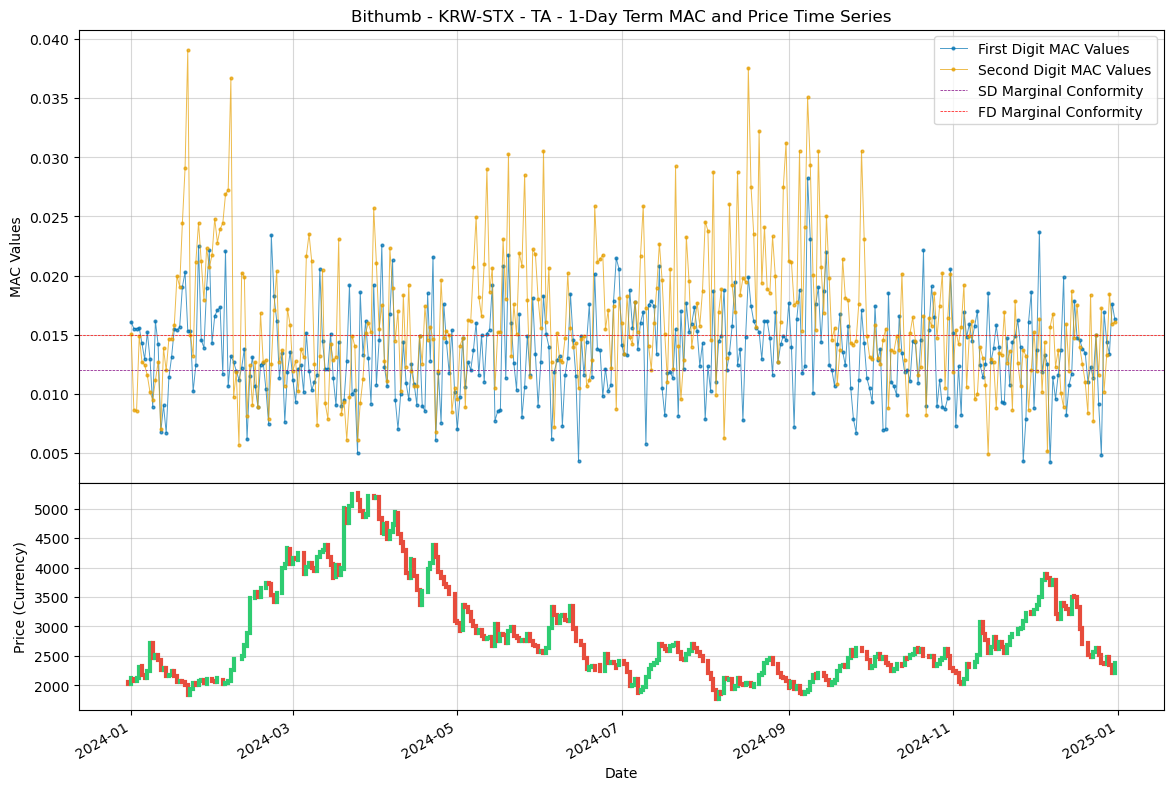 Bithumb - KRW-STX - TA - 1-Day Term MAC and Price Time Series
MAC Values
0.040
0.035
0.030
0.025
0.020
0.015
0.010
0.005
First Digit MAC Values
Second Digit MAC Values
SD Marginal Conformity
FD Marginal Conformity
Price (Currency)
5000
4500
4000
3500
3000
2500
2000
2024-01
2024-03
2024-05
2024-07
2024-09
2024-11
2025-01
Date